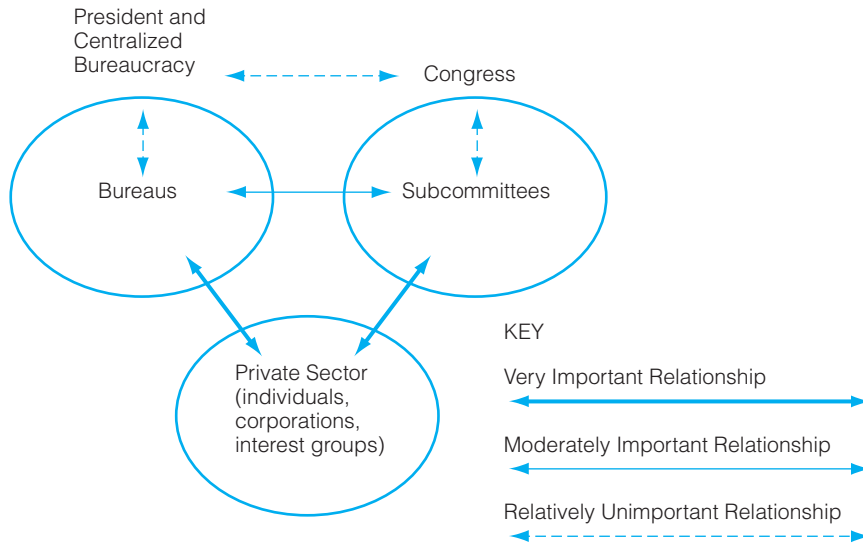 President and
Centralized
Bureaucracy
Congress
Bureaus
Subcommittees
Private Sector
(individuals,
corporations,
interest groups)
KEY
Very Important Relationship
Moderately Important Relationship
Relatively Unimportant Relationship